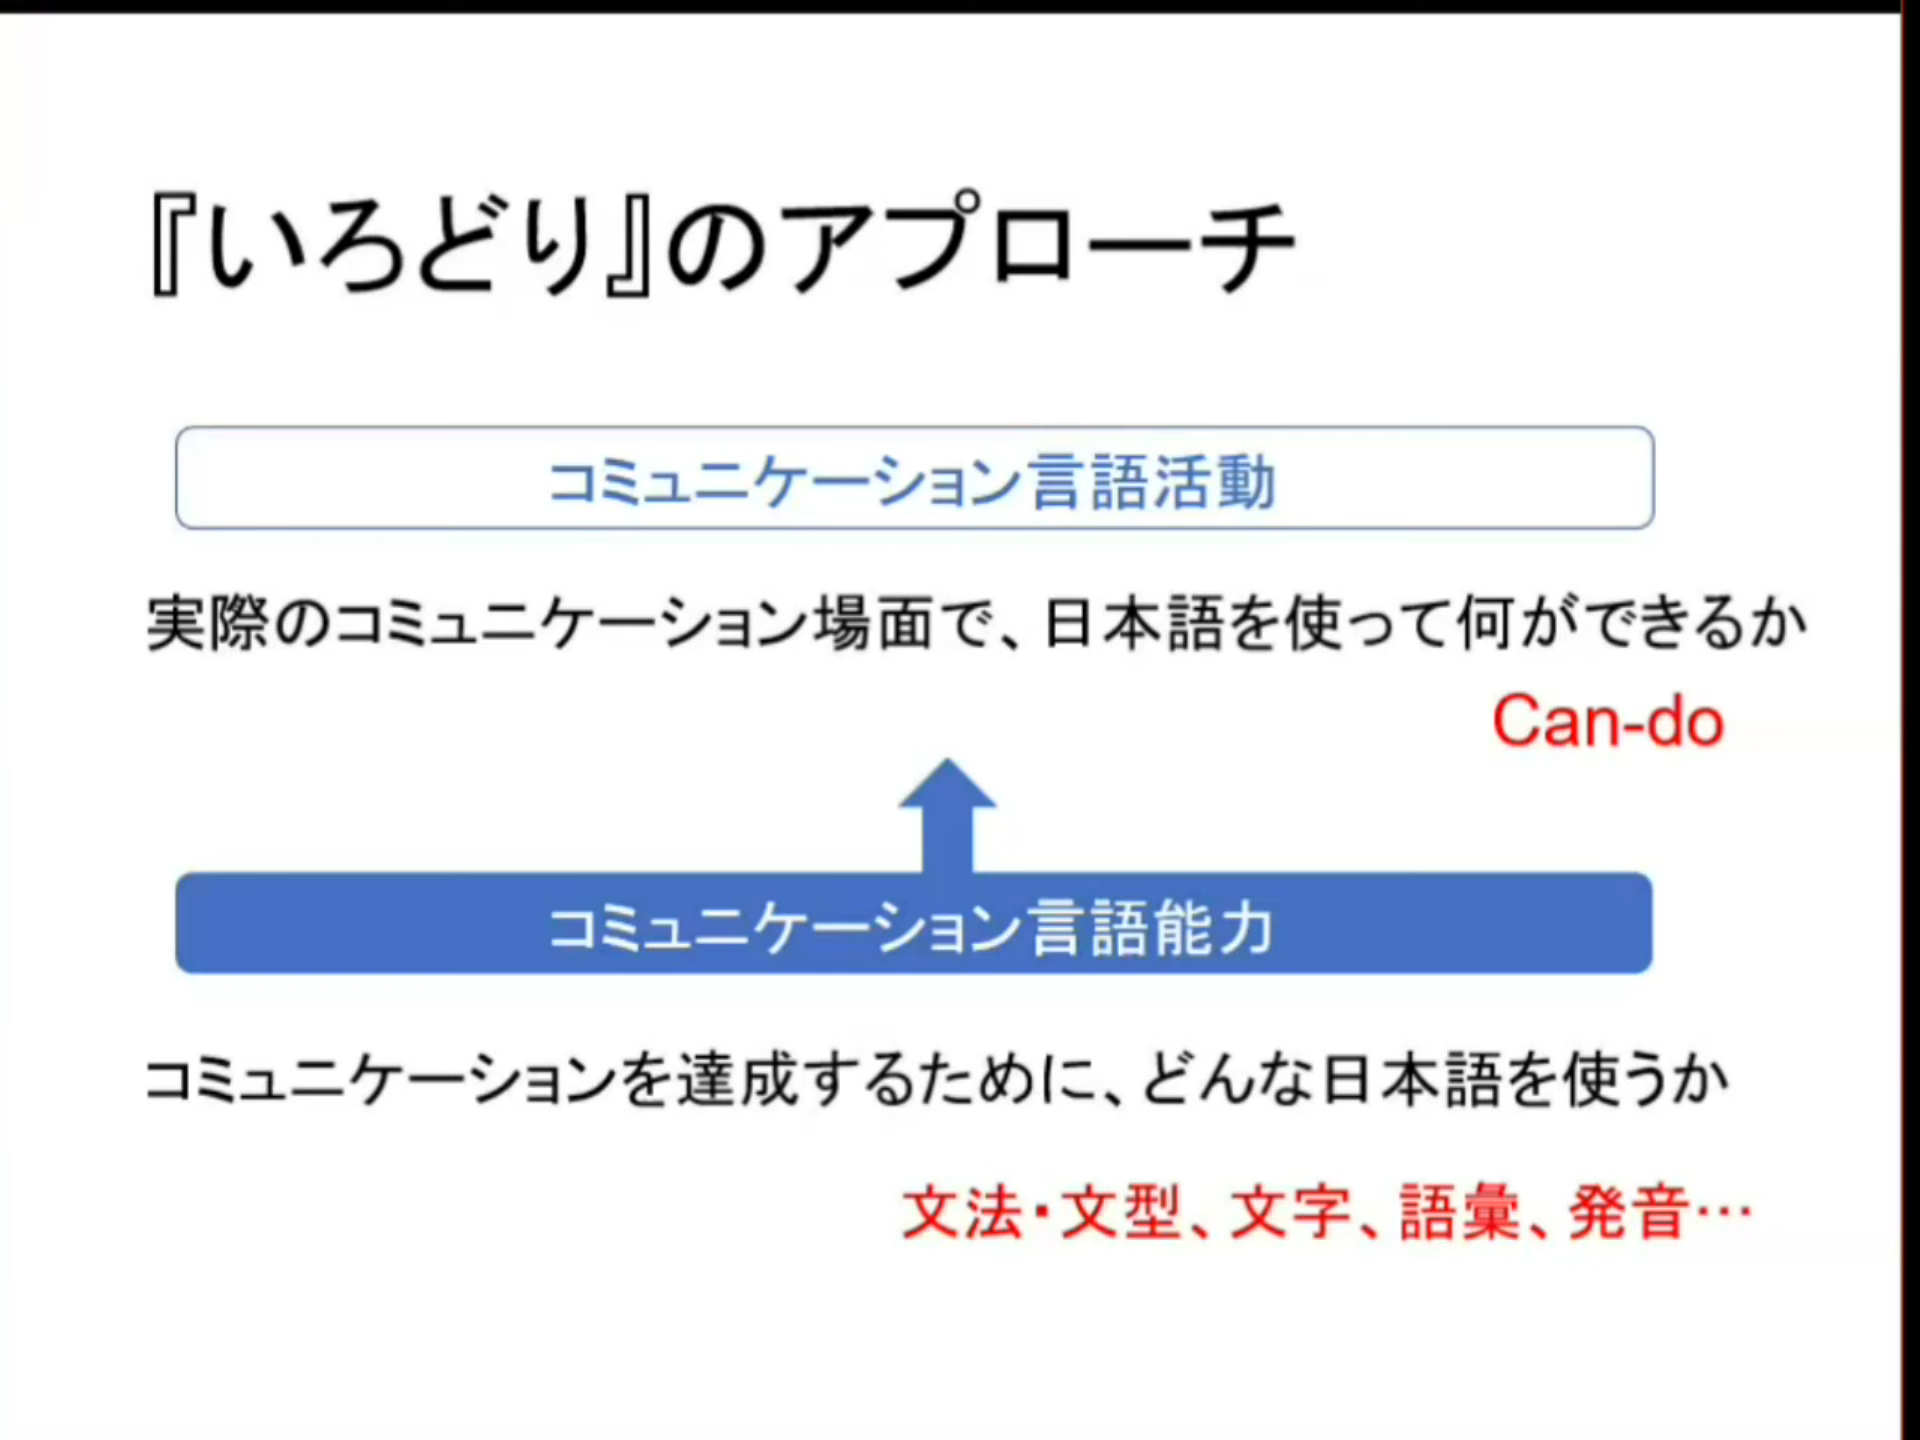 『いろどり』のアプローチ
コミュニケーション言語活動
実際のコミュニケーション場面で、日本語を使って何ができるか
Can-do
コミュニケーション言語能力
コミュニケーションを達成するために、どんな日本語を使うか
文法・文型、文字、語彙、発音…